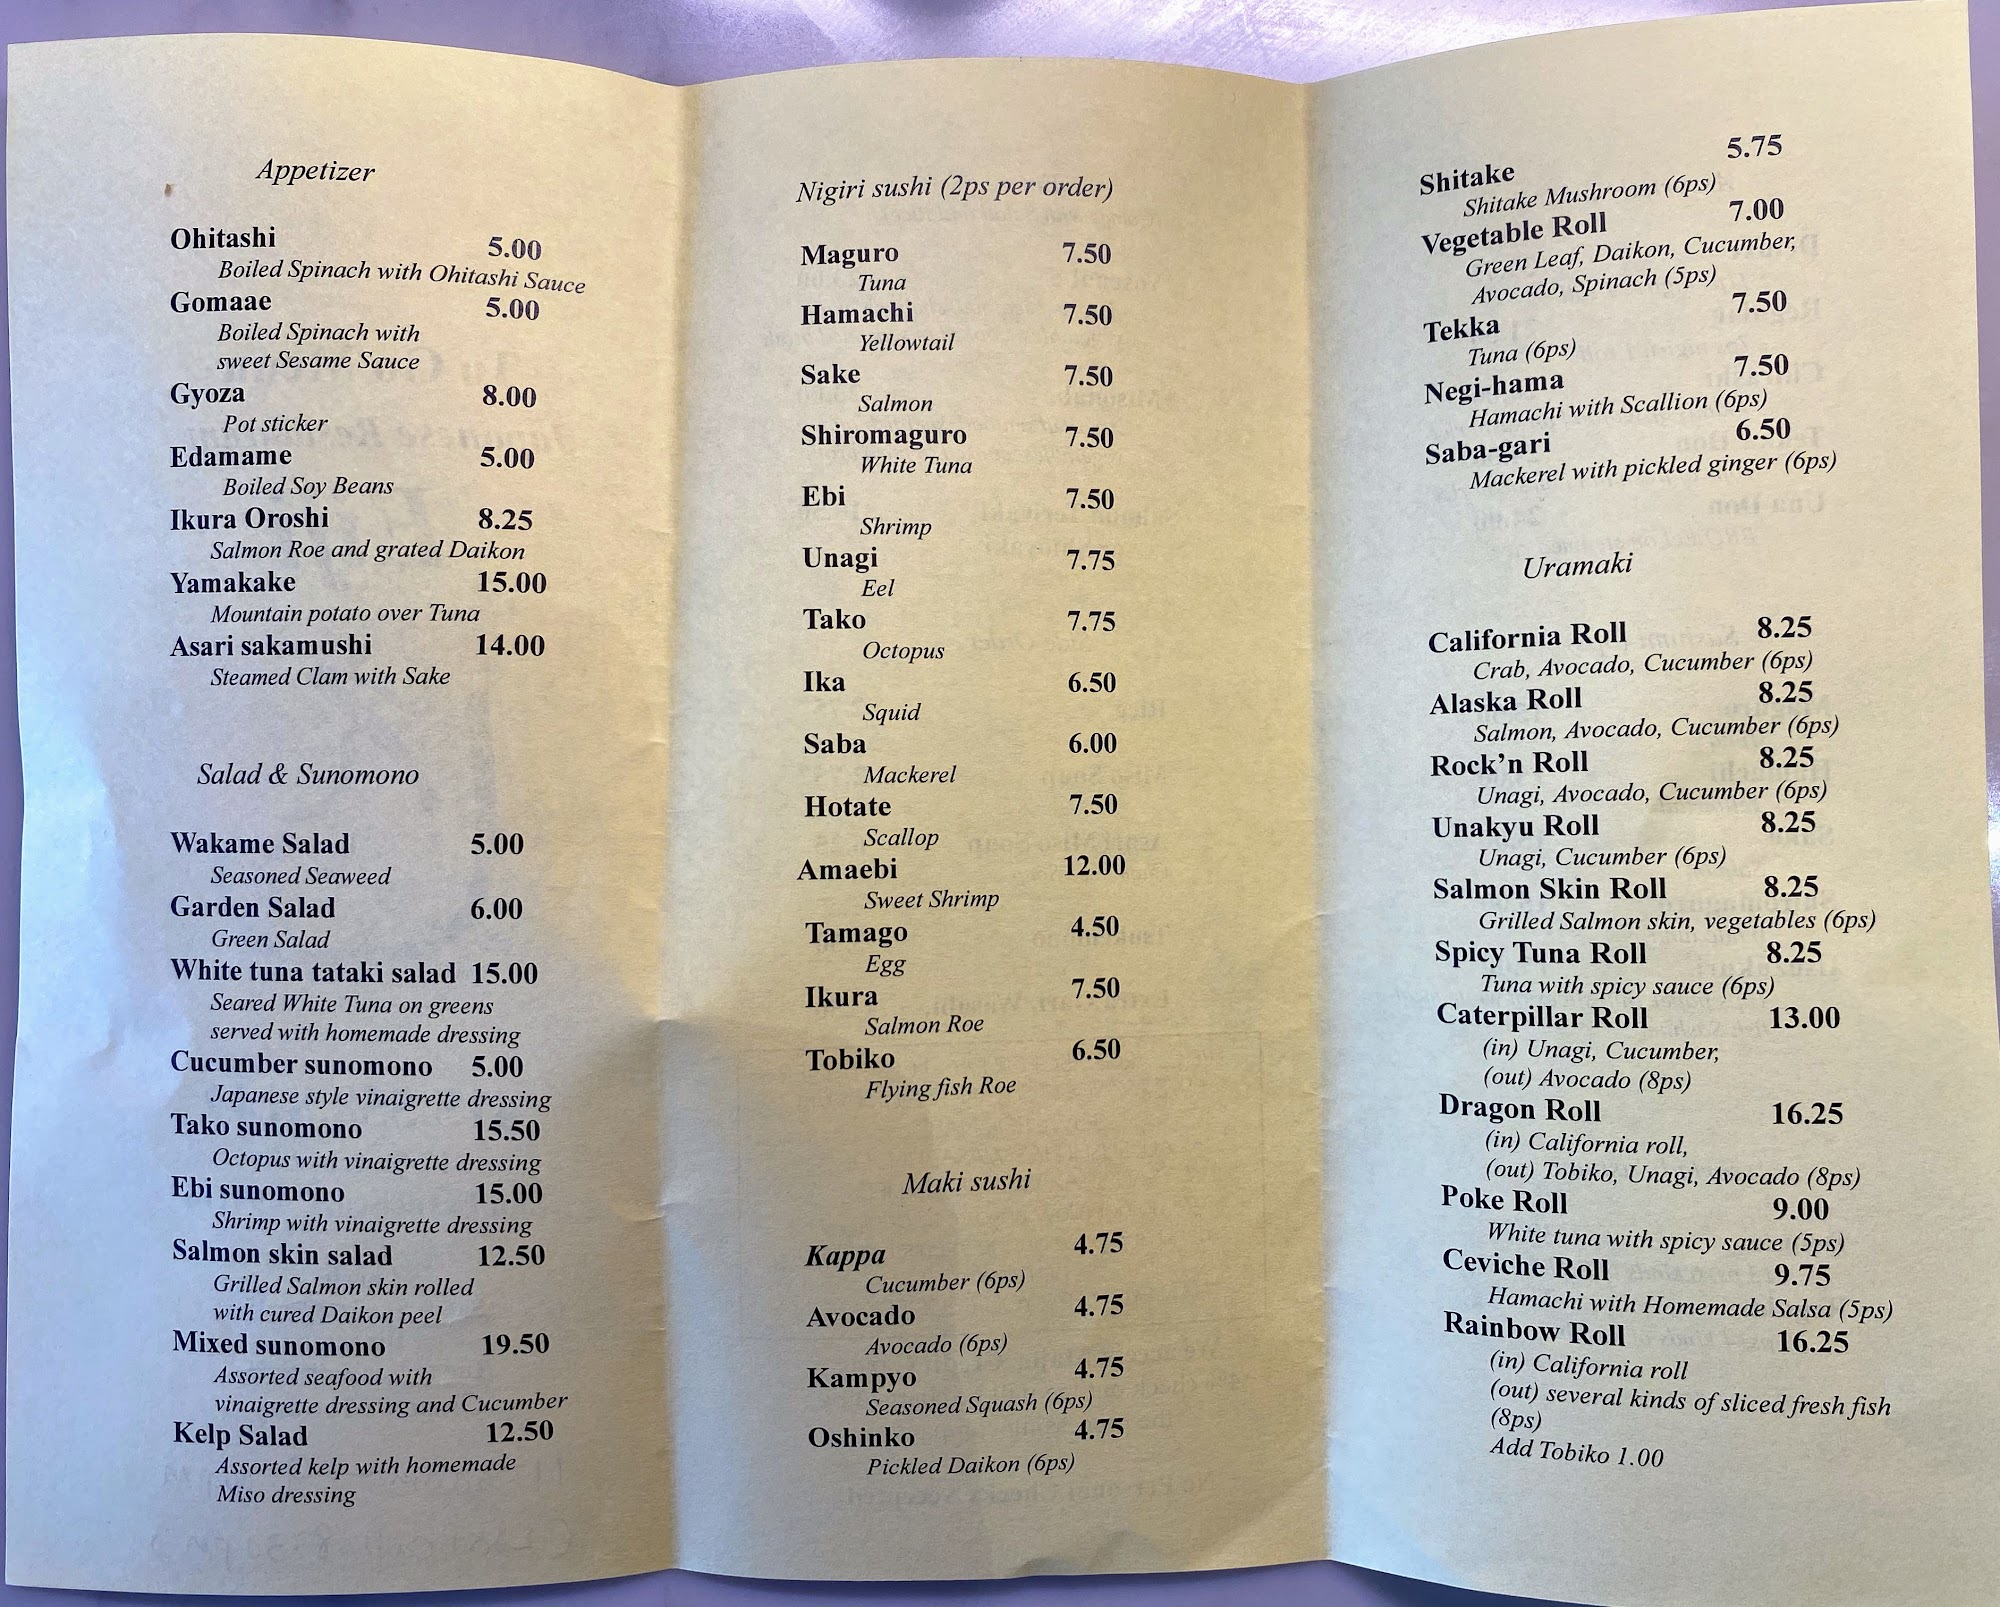 Appetizer
Ohitashi 5.00
Boiled Spinach with Ohitashi Sauce
Gomaae 5.00
Boiled Spinach with
sweet Sesame Sauce
Gyoza 8.00
Pot sticker
Edamame 5.00
Boiled Soy Beans
Ikura Oroshi 8.25
Salmon Roe and grated Daikon
Yamakake 15.00
Mountain potato over Tuna
Asari sakamushi 14.00
Steamed Clam with Sake
Salad & Sunomono
Wakame Salad 5.00
Seasoned Seaweed
Garden Salad 6.00
Green Salad
White tuna tataki salad 15.00
Seared White Tuna on greens
served with homemade dressing
Cucumber sunomono 5.00
Japanese style vinaigrette dressing
Tako sunomono 15.50
Octopus with vinaigrette dressing
Ebi sunomono 15.00
Shrimp with vinaigrette dressing
Salmon skin salad 12.50
Grilled Salmon skin rolled
with cured Daikon peel
Mixed sunomono 19.50
Assorted seafood with
vinaigrette dressing and Cucumber
Kelp Salad 12.50
Assorted kelp with homemade
Miso dressing
Nigiri sushi (2ps per order)
Maguro 7.50
Tuna
Hamachi 7.50
Yellowtail
Sake 7.50
Salmon
Shiromaguro 7.50
White Tuna
Ebi 7.50
Shrimp
Unagi 7.75
Eel
Tako 7.75
Octopus
Ika 6.50
Squid
Saba 6.00
Mackerel
Hotate 7.50
Scallop
Amaebi 12.00
Sweet Shrimp
Tamago 4.50
Egg
Ikura 7.50
Salmon Roe
Tobiko 6.50
Flying fish Roe
Maki sushi
Kappa 4.75
Cucumber (6ps)
Avocado 4.75
Avocado (6ps)
Kampyo 4.75
Seasoned Squash (6ps)
Oshinko 4.75
Pickled Daikon (6ps)
Shitake 5.75
Shitake Mushroom (6ps)
Vegetable Roll 7.00
Green Leaf, Daikon, Cucumber,
Avocado, Spinach (5ps)
Tekka 7.50
Tuna (6ps)
Negi-hama 7.50
Hamachi with Scallion (6ps)
Saba-gari 6.50
Mackerel with pickled ginger (6ps)
Uramaki
California Roll 8.25
Crab, Avocado, Cucumber (6ps)
Alaska Roll 8.25
Salmon, Avocado, Cucumber (6ps)
Rock'n Roll 8.25
Unagi, Avocado, Cucumber (6ps)
Unakyu Roll 8.25
Unagi, Cucumber (6ps)
Salmon Skin Roll 8.25
Grilled Salmon skin, vegetables (6ps)
Spicy Tuna Roll 8.25
Tuna with spicy sauce (6ps)
Caterpillar Roll 13.00
(in) Unagi, Cucumber,
(out) Avocado (8ps)
Dragon Roll 16.25
(in) California roll,
(out) Tobiko, Unagi, Avocado (8ps)
Poke Roll 9.00
White tuna with spicy sauce (5ps)
Ceviche Roll 9.75
Hamachi with Homemade Salsa (5ps)
Rainbow Roll 16.25
(in) California roll
(out) several kinds of sliced fresh fish
(8ps)
Add Tobiko 1.00